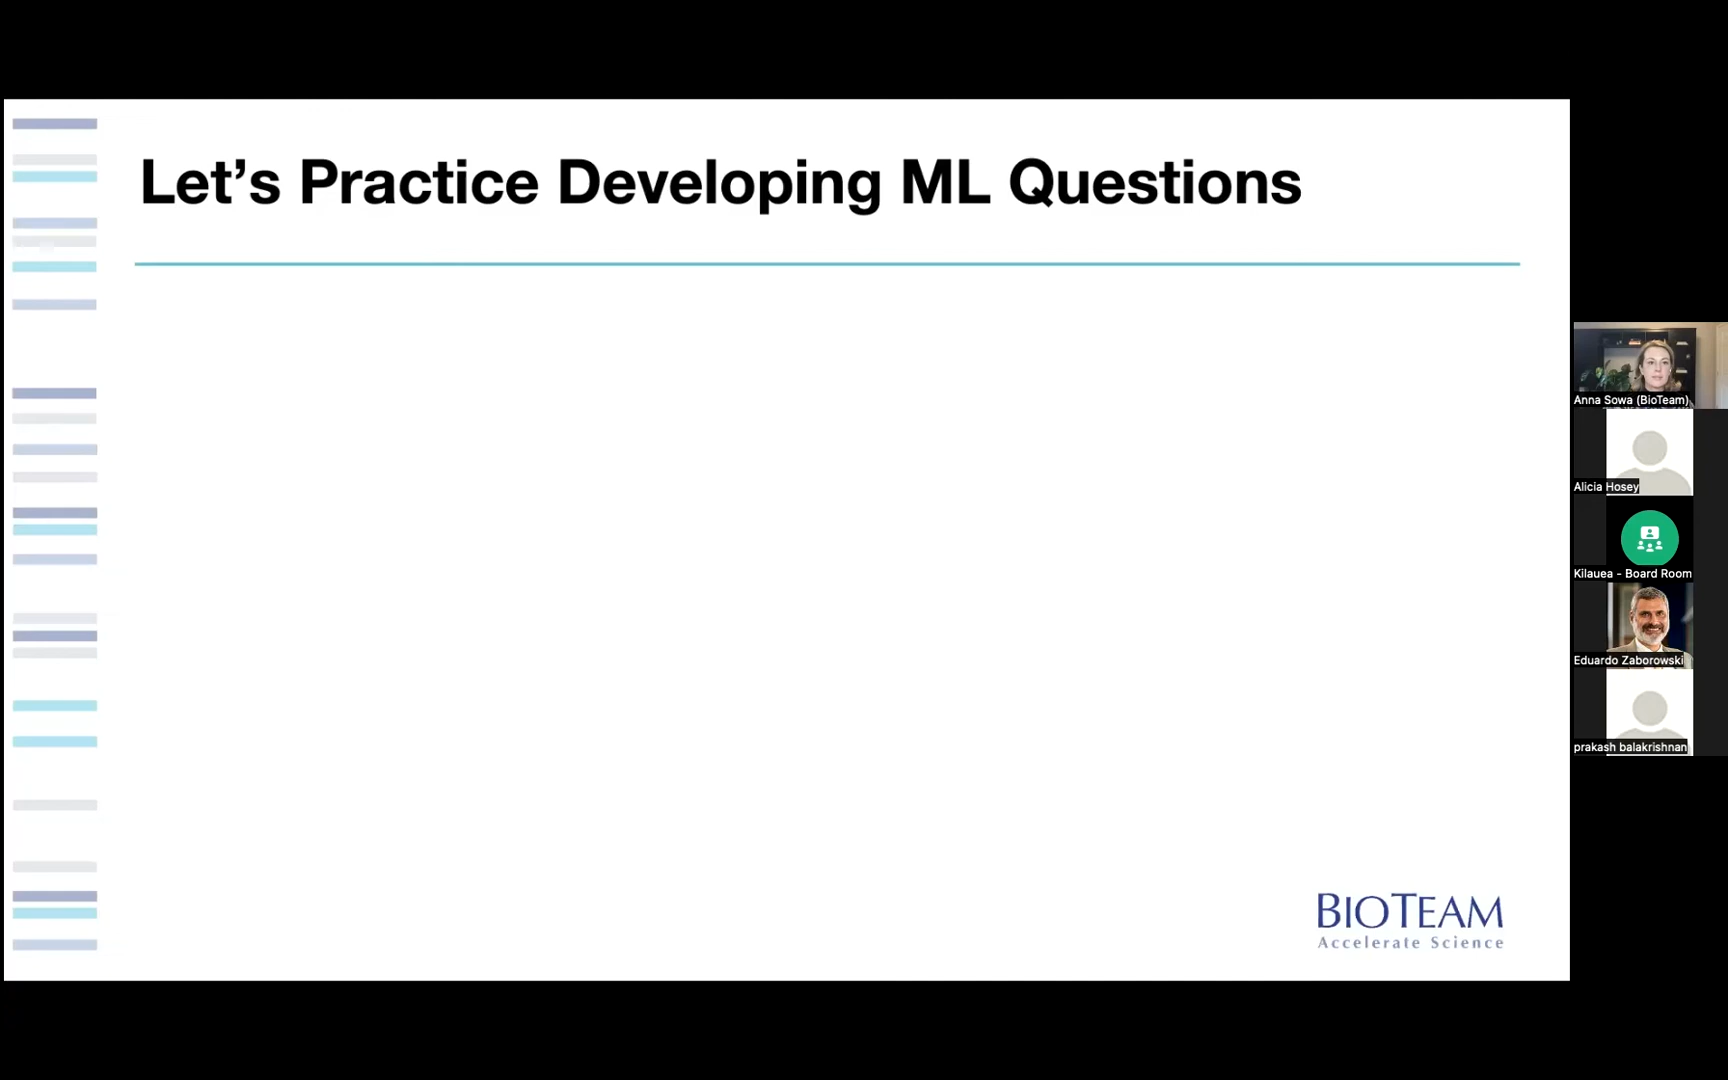 Let’s Practice Developing ML Questions
Anna Sowa (BioTeam)
Alicia Hosey
Kilauea - Board Room
Eduardo Zaborowski
prakash balakrishnan
BIOTEAM
Accelerate Science